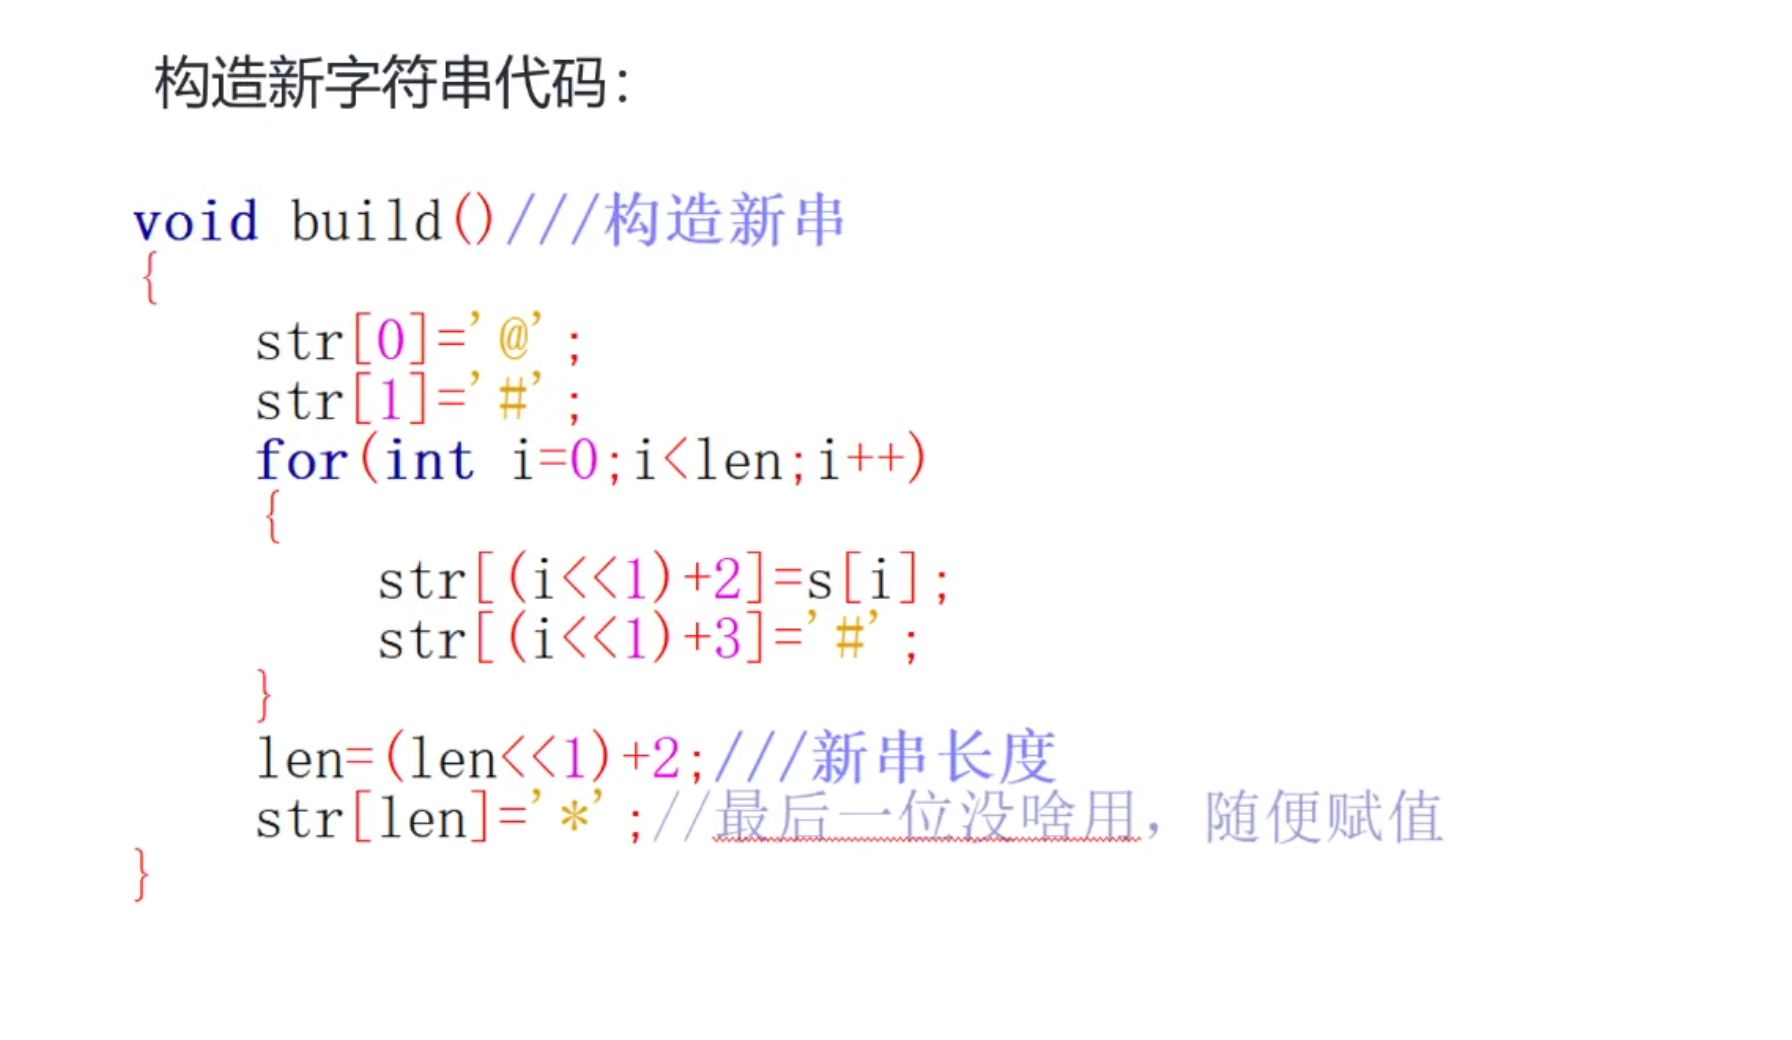 构造新字符串代码：
void build()///构造新串
{
str[0]='@';
str[1]='#';
for(int i=0;i<len;i++)
{
str[(i<<1)+2]=s[i];
str[(i<<1)+3]='#';
}
len=(len<<1)+2;///新串长度
str[len]='*';//最后一位没啥用，随便赋值
}